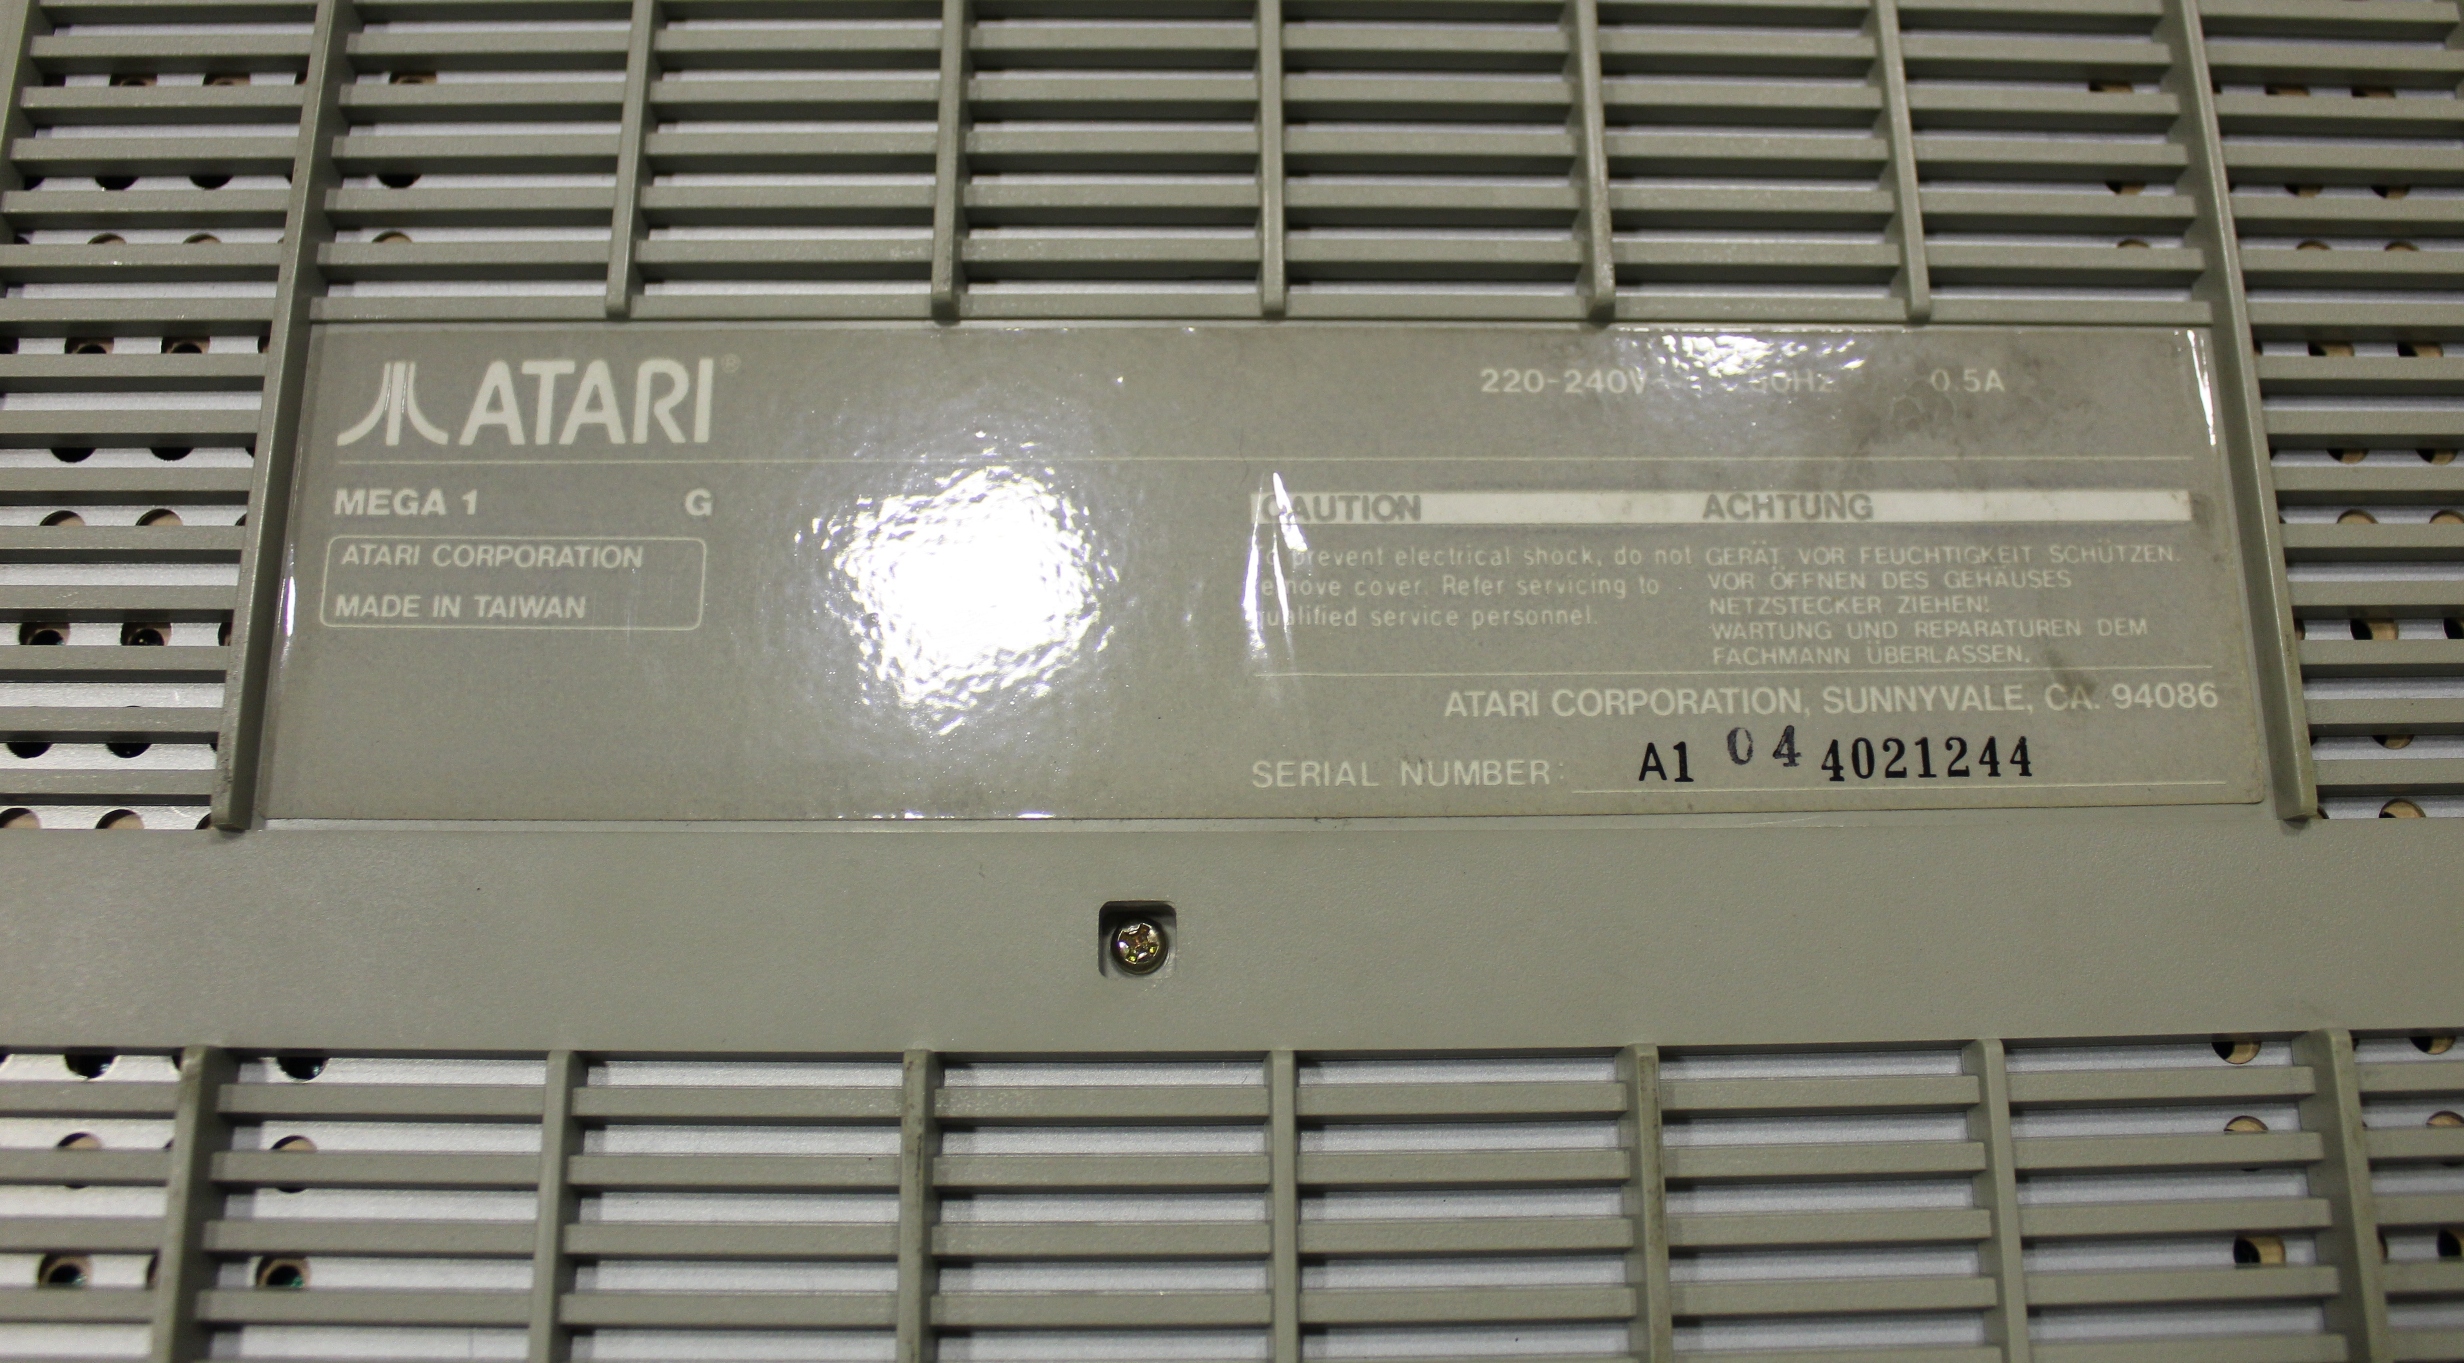 ATARI®
220-240V 0.5A
MEGA 1 G
ATARI CORPORATION
MADE IN TAIWAN
CAUTION
To prevent electrical shock, do not
remove cover. Refer servicing to
qualified service personnel.
ACHTUNG
GERÄT VOR FEUCHTIGKEIT SCHÜTZEN.
VOR ÖFFNEN DES GEHÄUSES
NETZSTECKER ZIEHEN!
WARTUNG UND REPARATUREN DEM
FACHMANN ÜBERLASSEN.
ATARI CORPORATION, SUNNYVALE, CA. 94086
SERIAL NUMBER: A1 04 4021244